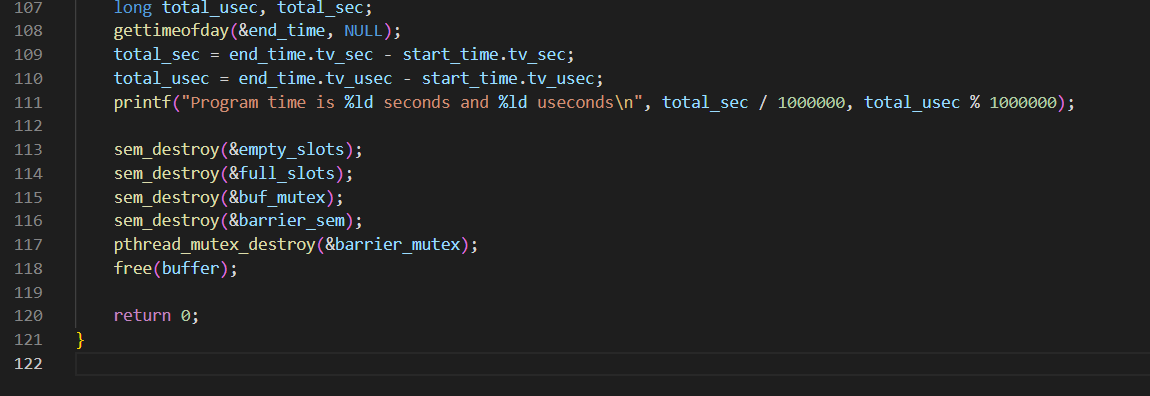 107 long total_usec, total_sec;
108 gettimeofday(&end_time, NULL);
109 total_sec = end_time.tv_sec - start_time.tv_sec;
110 total_usec = end_time.tv_usec - start_time.tv_usec;
111 printf("Program time is %ld seconds and %ld useconds\n", total_sec / 1000000, total_usec % 1000000);
112
113 sem_destroy(&empty_slots);
114 sem_destroy(&full_slots);
115 sem_destroy(&buf_mutex);
116 sem_destroy(&barrier_sem);
117 pthread_mutex_destroy(&barrier_mutex);
118 free(buffer);
119
120 return 0;
121 }
122